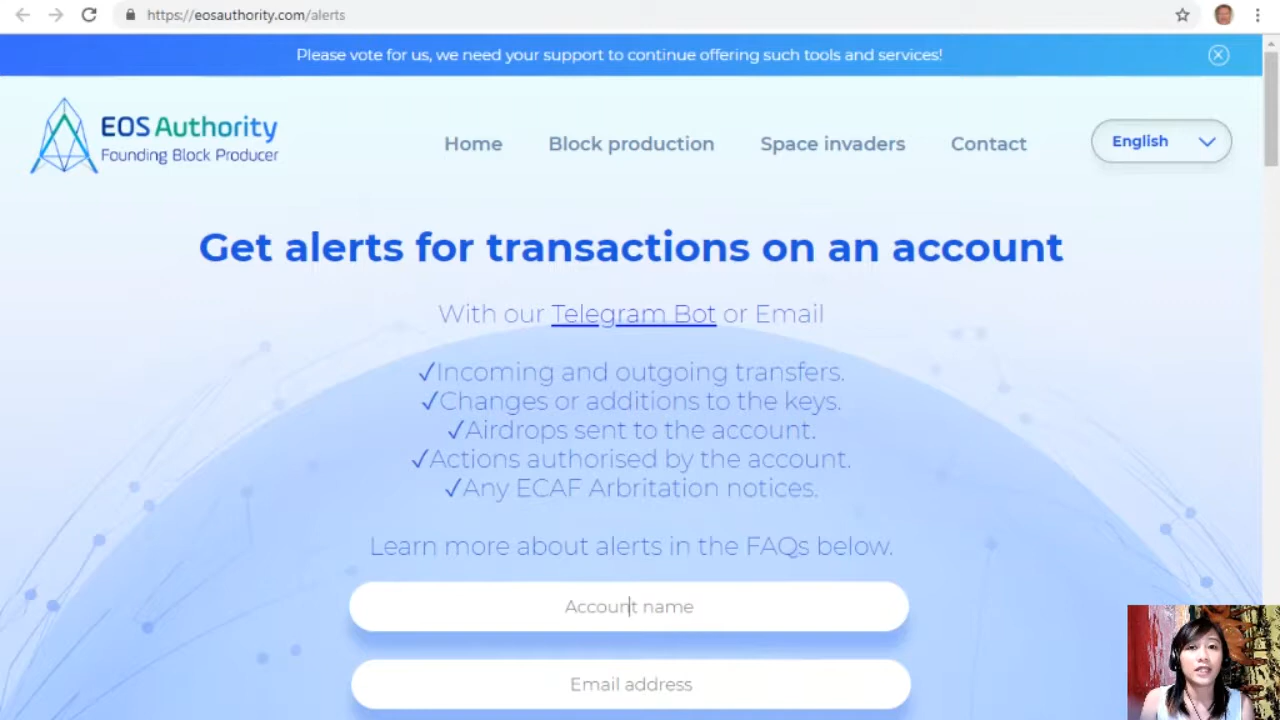 https://eosauthority.com/alerts
Please vote for us, we need your support to continue offering such tools and services!
EOS Authority
Founding Block Producer
Home
Block production
Space invaders
Contact
English
Get alerts for transactions on an account
With our Telegram Bot or Email
✓Incoming and outgoing transfers.
✓Changes or additions to the keys.
✓Airdrops sent to the account.
✓Actions authorised by the account.
✓Any ECAF Arbritation notices.
Learn more about alerts in the FAQs below.
Account name
Email address